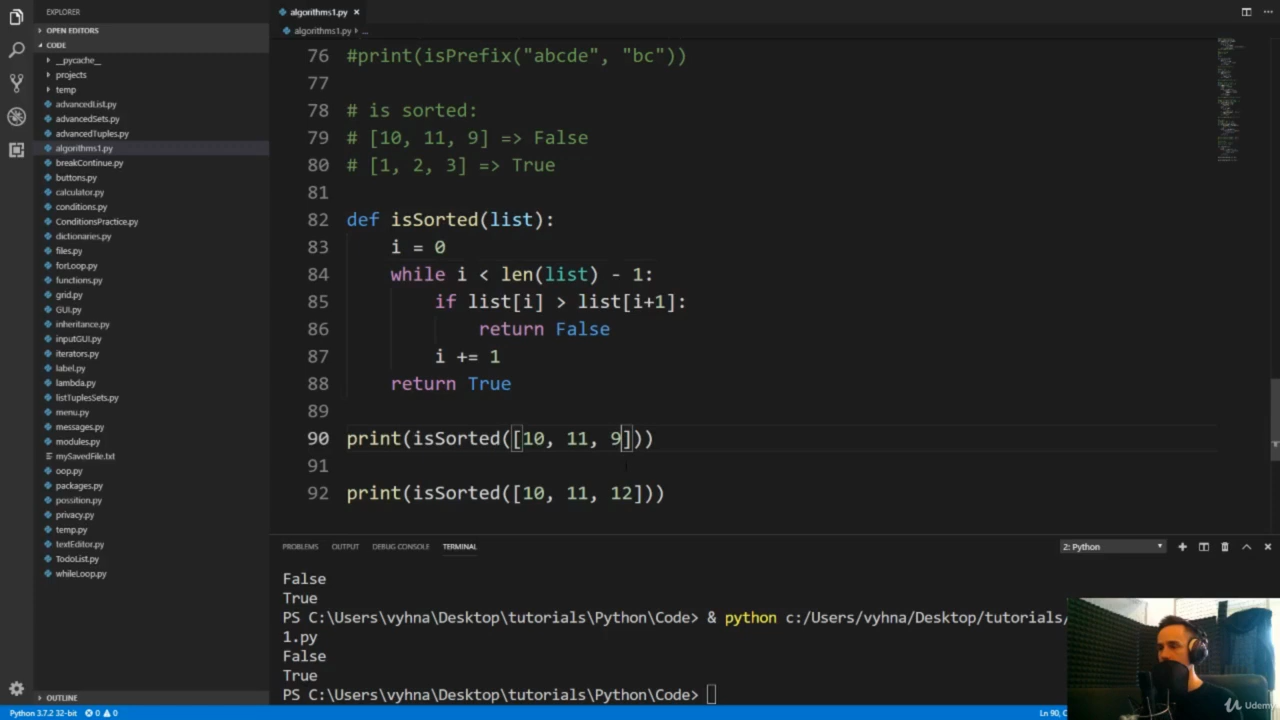 EXPLORER
OPEN EDITORS
CODE
__pycache__
projects
temp
advancedList.py
advancedSets.py
advancedTuples.py
algorithms1.py
breakContinue.py
buttons.py
calculator.py
conditions.py
ConditionsPractice.py
dictionaries.py
files.py
forLoop.py
functions.py
grid.py
GUI.py
inheritance.py
inputGUI.py
iterators.py
label.py
lambda.py
listTuplesSets.py
menu.py
messages.py
modules.py
mySavedFile.txt
oop.py
packages.py
possition.py
privacy.py
temp.py
textEditor.py
TodoList.py
whileLoop.py
OUTLINE
algorithms1.py
algorithms1.py ...
76 #print(isPrefix("abcde", "bc"))
77
78 # is sorted:
79 # [10, 11, 9] => False
80 # [1, 2, 3] => True
81
82 def isSorted(list):
83 i = 0
84 while i < len(list) - 1:
85 if list[i] > list[i+1]:
86 return False
87 i += 1
88 return True
89
90 print(isSorted([10, 11, 9]))
91
92 print(isSorted([10, 11, 12]))
PROBLEMS OUTPUT DEBUG CONSOLE TERMINAL 2: Python
False
True
PS C:\Users\vyhna\Desktop\tutorials\Python\Code> & python c:/Users/vyhna/Desktop/tutorials/
1.py
False
True
PS C:\Users\vyhna\Desktop\tutorials\Python\Code>
Python 3.7.2 32-bit 0 0 Ln 90,
Udemy